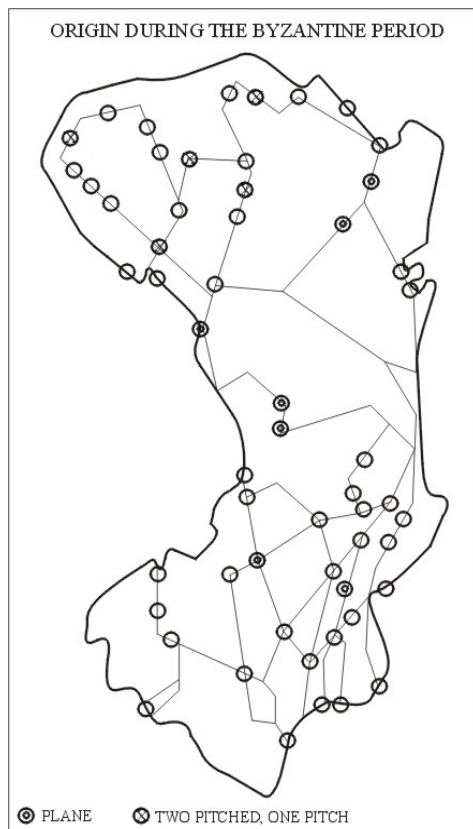 ORIGIN DURING THE BYZANTINE PERIOD
PLANE
TWO PITCHED, ONE PITCH